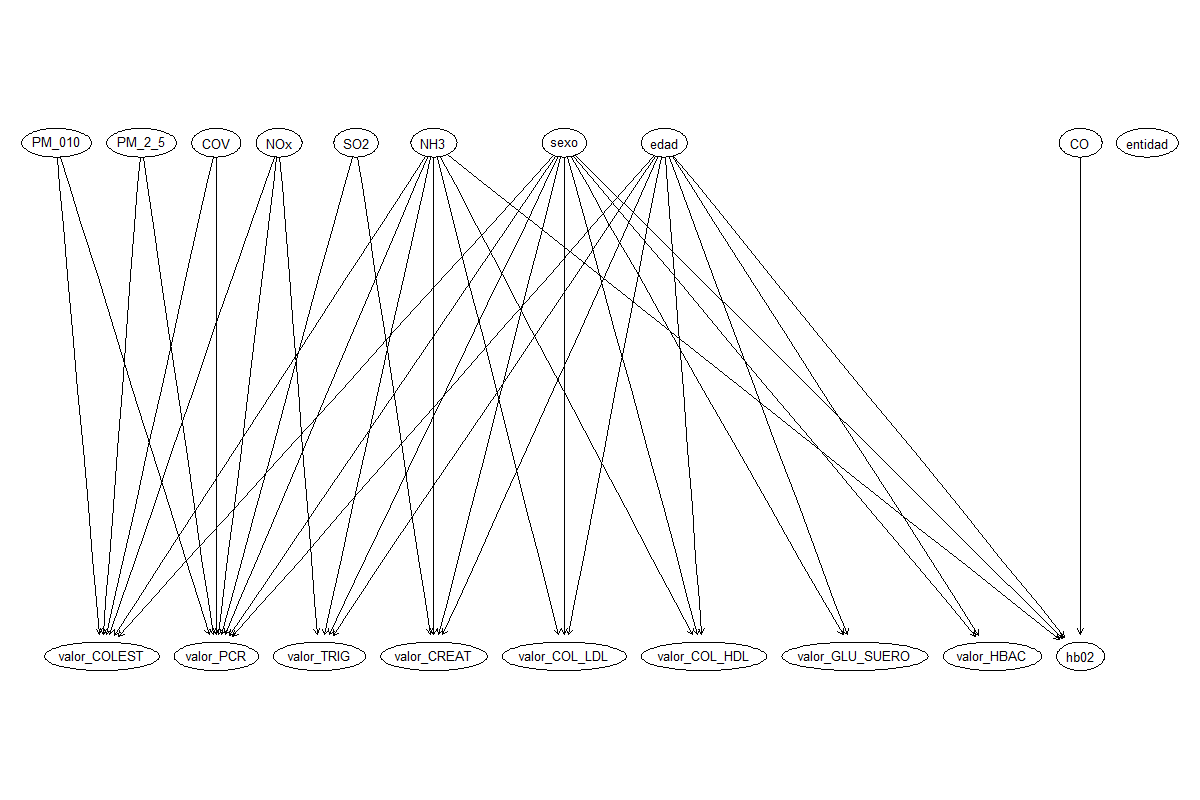 PM_010
PM_2_5
COV
NOx
SO2
NH3
sexo
edad
CO
entidad
valor_COLEST
valor_PCR
valor_TRIG
valor_CREAT
valor_COL_LDL
valor_COL_HDL
valor_GLU_SUERO
valor_HBAC
hb02